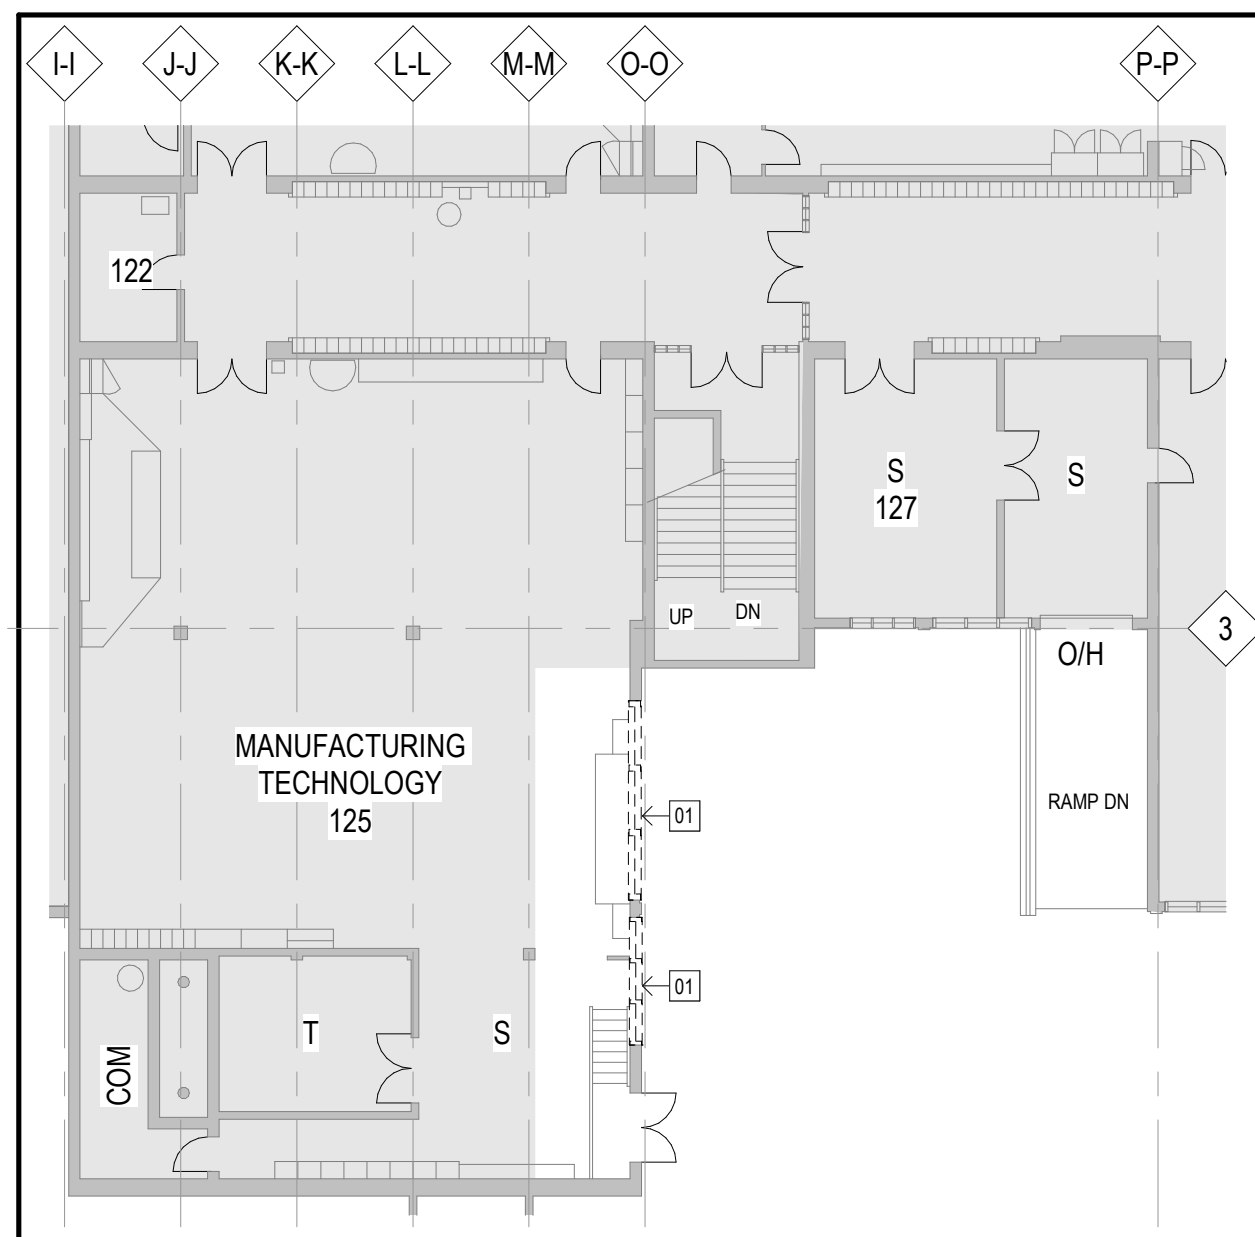 I-I
J-J
K-K
L-L
M-M
O-O
P-P
122
S
127
S
UP
DN
3
O/H
MANUFACTURING
TECHNOLOGY
125
RAMP DN
01
01
T
S
COM